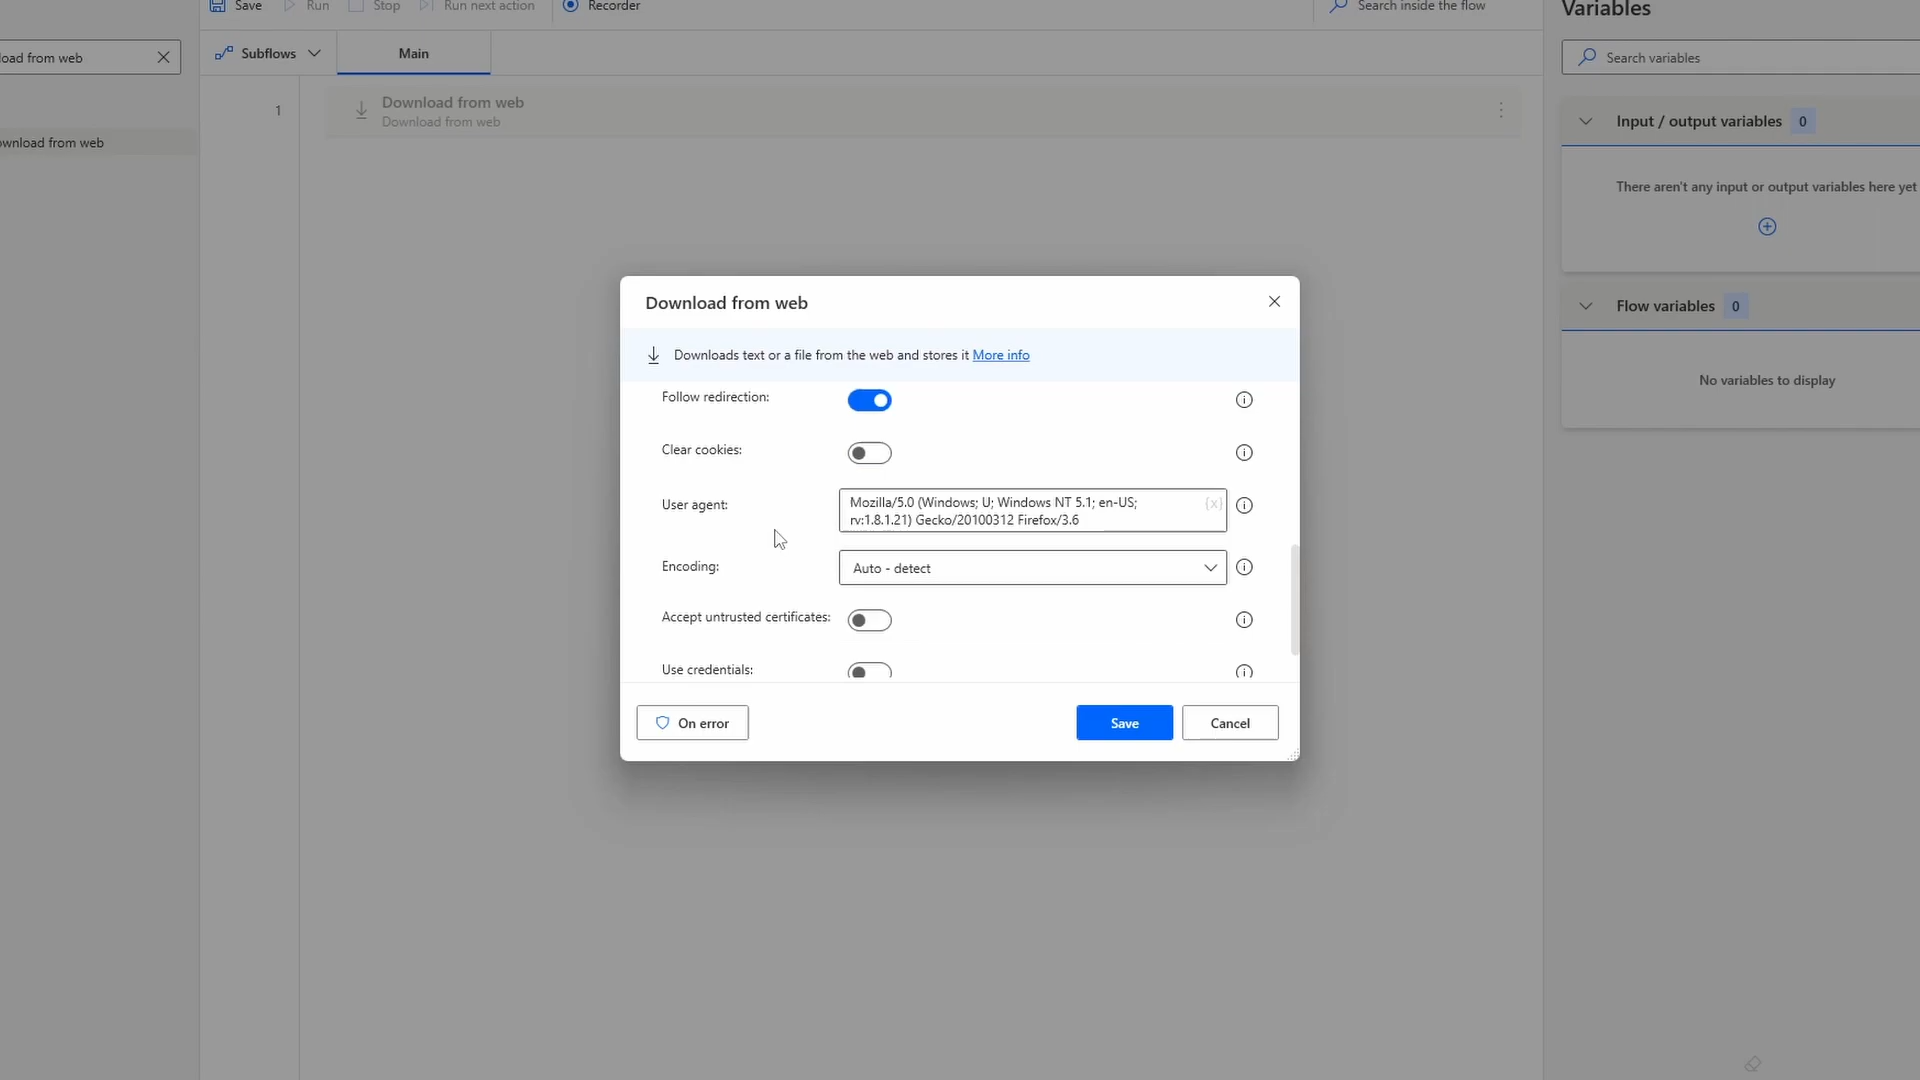 Save Run Stop Run next action Recorder Search inside the flow
Variables
load from web
Subflows Main
Search variables
1
Download from web
Download from web
ownload from web
Input / output variables 0
There aren't any input or output variables here yet
Flow variables 0
No variables to display
Download from web
Downloads text or a file from the web and stores it More info
Follow redirection:
Clear cookies:
User agent:
Mozilla/5.0 (Windows; U; Windows NT 5.1; en-US;
rv:1.8.1.21) Gecko/20100312 Firefox/3.6
{x}
Encoding:
Auto - detect
Accept untrusted certificates:
Use credentials:
On error
Save
Cancel